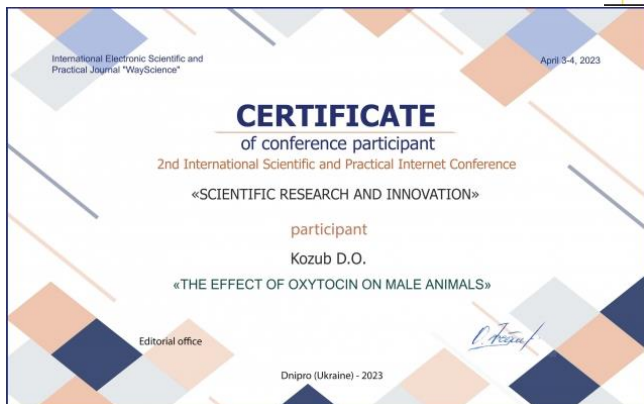 International Electronic Scientific and
Practical Journal "WayScience"
April 3-4, 2023
CERTIFICATE
of conference participant
2nd International Scientific and Practical Internet Conference
«SCIENTIFIC RESEARCH AND INNOVATION»
participant
Kozub D.O.
«THE EFFECT OF OXYTOCIN ON MALE ANIMALS»
Editorial office
Dnipro (Ukraine) - 2023